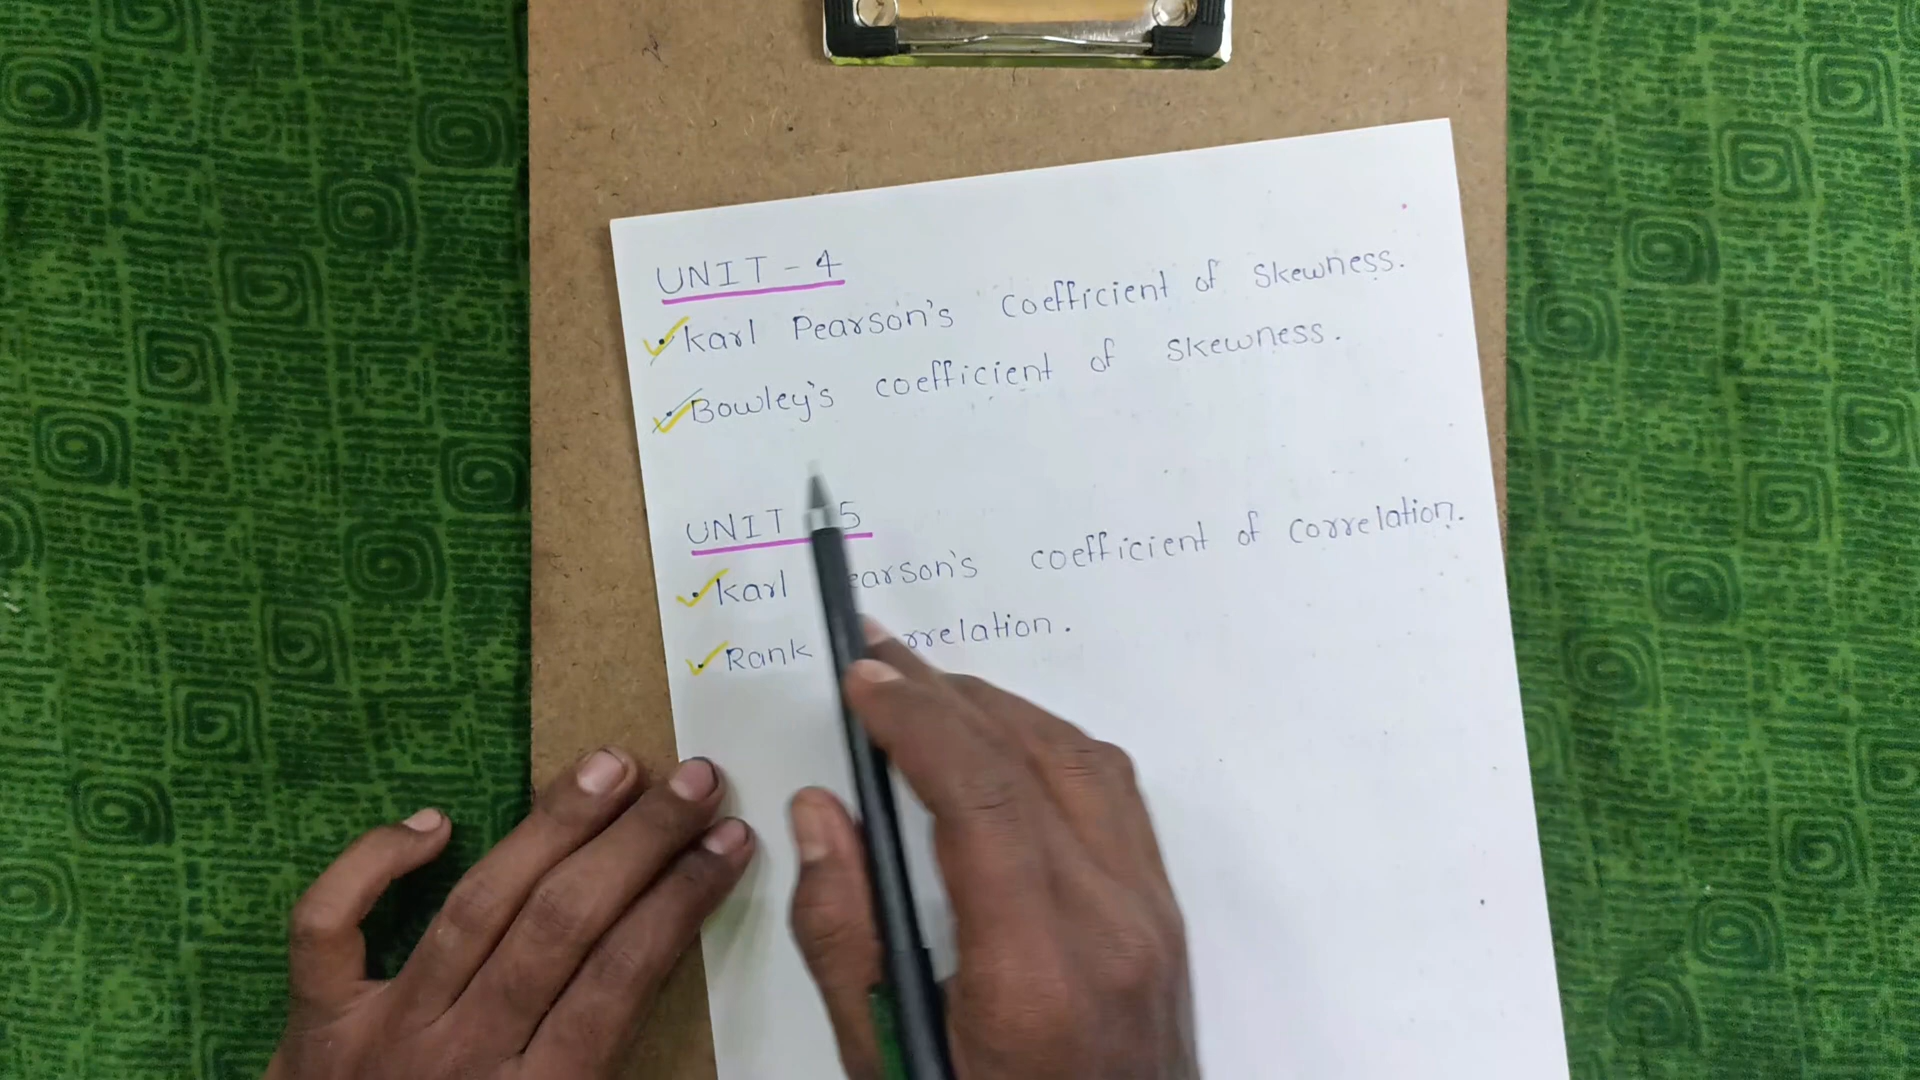 UNIT - 4
Karl Pearson's coefficient of skewness.
Bowley's coefficient of skewness.
UNIT 5
Karl earson's coefficient of correlation.
Rank rrelation.